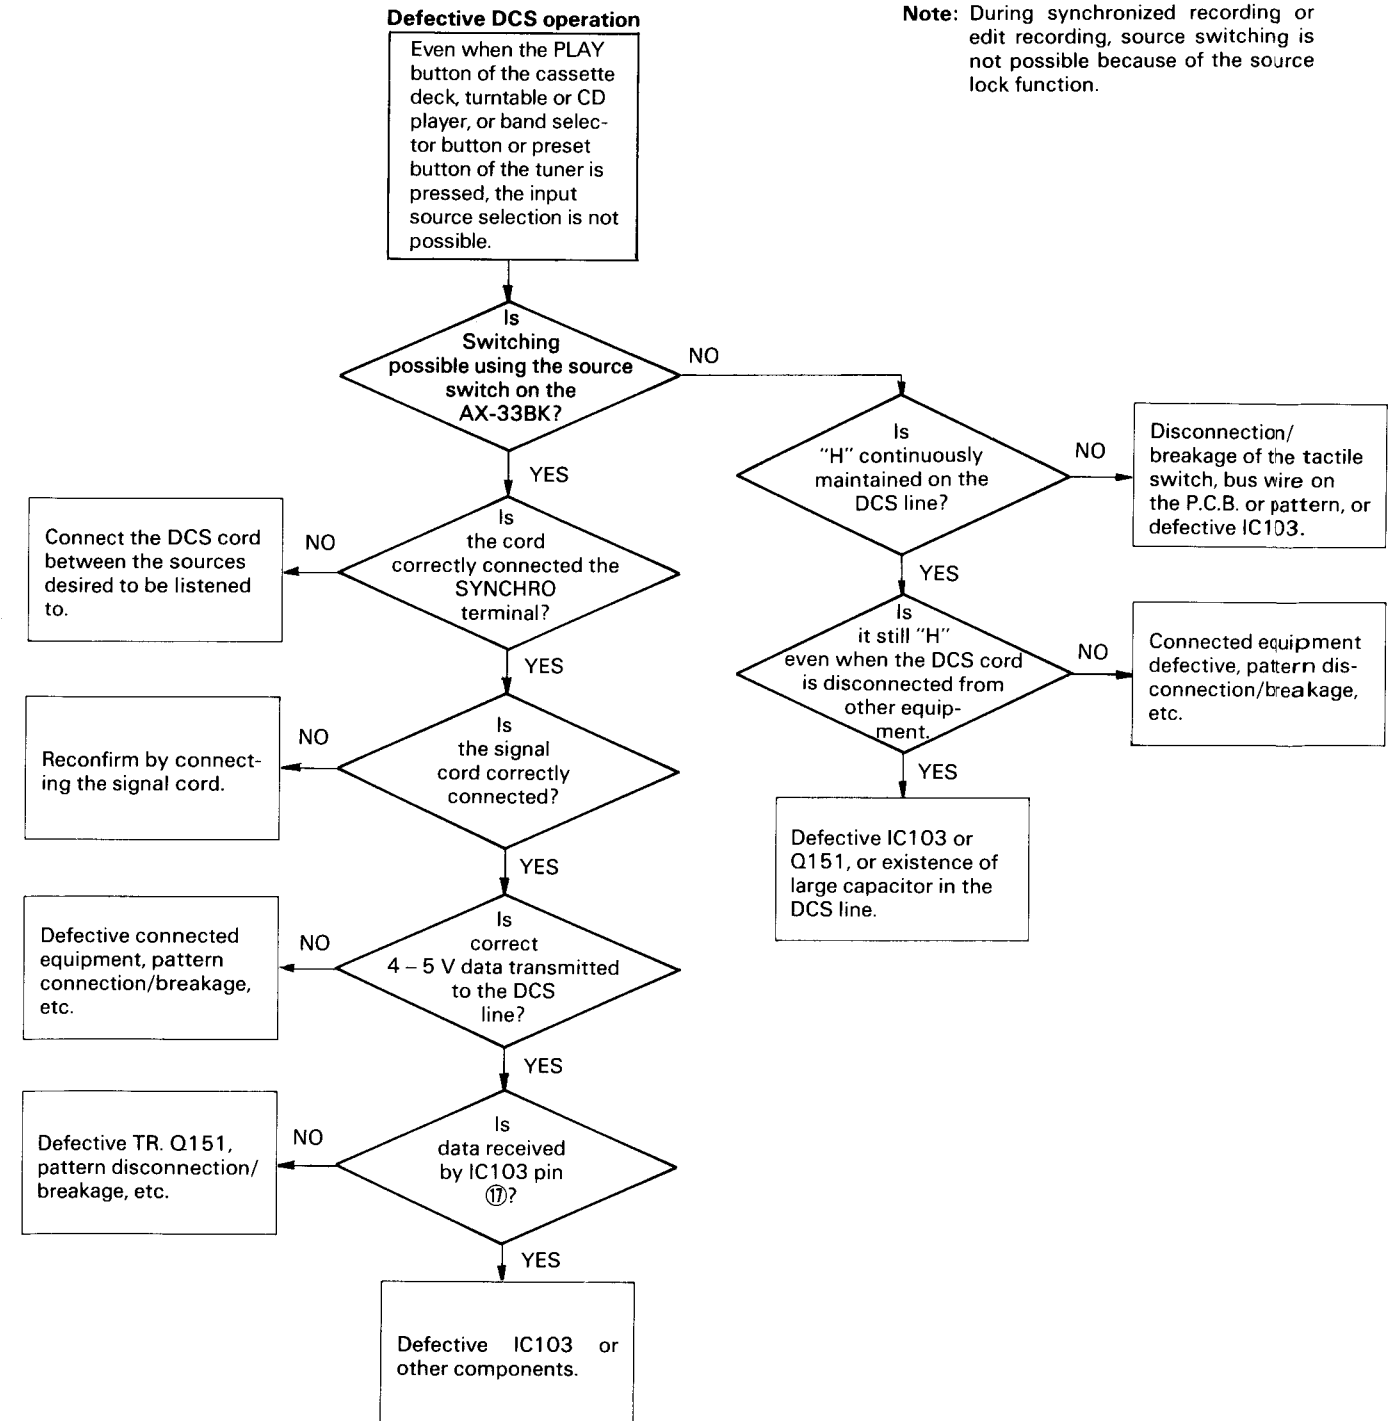 Defective DCS operation
Even when the PLAY
button of the cassette
deck, turntable or CD
player, or band selec-
tor button or preset
button of the tuner is
pressed, the input
source selection is not
possible.
Note: During synchronized recording or
edit recording, source switching is
not possible because of the source
lock function.
Is
Switching
possible using the source
switch on the
AX-33BK?
NO
YES
Is
"H" continuously
maintained on the
DCS line?
NO
Disconnection/
breakage of the tactile
switch, bus wire on
the P.C.B. or pattern, or
defective IC103.
YES
Is
the cord
correctly connected the
SYNCHRO
terminal?
NO
Connect the DCS cord
between the sources
desired to be listened
to.
YES
Is
it still "H"
even when the DCS cord
is disconnected from
other equip-
ment.
NO
Connected equipment
defective, pattern dis-
connection/breakage,
etc.
YES
Defective IC103 or
Q151, or existence of
large capacitor in the
DCS line.
Is
the signal
cord correctly
connected?
NO
Reconfirm by connect-
ing the signal cord.
YES
Is
correct
4 – 5 V data transmitted
to the DCS
line?
NO
Defective connected
equipment, pattern
connection/breakage,
etc.
YES
Is
data received
by IC103 pin
⑰?
NO
Defective TR. Q151,
pattern disconnection/
breakage, etc.
YES
Defective IC103 or
other components.